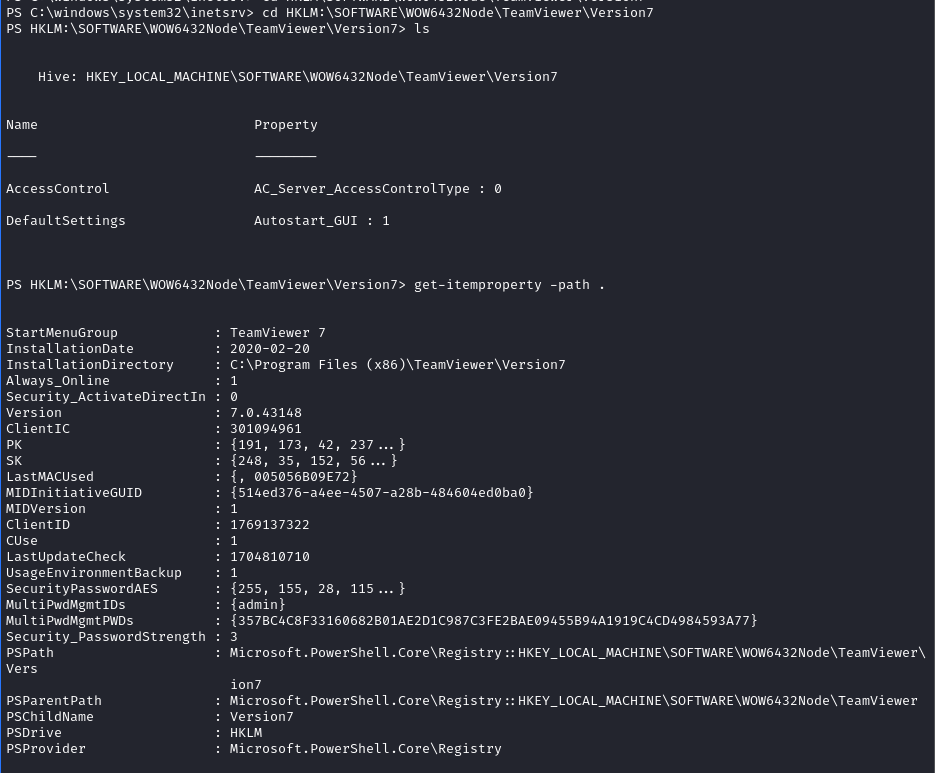 PS C:\windows\system32\inetsrv> cd HKLM:\SOFTWARE\WOW6432Node\TeamViewer\Version7
PS HKLM:\SOFTWARE\WOW6432Node\TeamViewer\Version7> ls
Hive: HKEY_LOCAL_MACHINE\SOFTWARE\WOW6432Node\TeamViewer\Version7
Name                           Property
----                           --------
AccessControl                  AC_Server_AccessControlType : 0
DefaultSettings                Autostart_GUI : 1
PS HKLM:\SOFTWARE\WOW6432Node\TeamViewer\Version7> get-itemproperty -path .
StartMenuGroup            : TeamViewer 7
InstallationDate          : 2020-02-20
InstallationDirectory     : C:\Program Files (x86)\TeamViewer\Version7
Always_Online             : 1
Security_ActivateDirectIn : 0
Version                   : 7.0.43148
ClientIC                  : 301094961
PK                        : {191, 173, 42, 237...}
SK                        : {248, 35, 152, 56...}
LastMACUsed               : {, 005056B09E72}
MIDInitiativeGUID         : {514ed376-a4ee-4507-a28b-484604ed0ba0}
MIDVersion                : 1
ClientID                  : 1769137322
CUse                      : 1
LastUpdateCheck           : 1704810710
UsageEnvironmentBackup    : 1
SecurityPasswordAES       : {255, 155, 28, 115...}
MultiPwdMgmtIDs           : {admin}
MultiPwdMgmtPWDs          : {357BC4C8F33160682B01AE2D1C987C3FE2BAE09455B94A1919C4CD4984593A77}
Security_PasswordStrength : 3
PSPath                    : Microsoft.PowerShell.Core\Registry::HKEY_LOCAL_MACHINE\SOFTWARE\WOW6432Node\TeamViewer\
Vers
ion7
PSParentPath              : Microsoft.PowerShell.Core\Registry::HKEY_LOCAL_MACHINE\SOFTWARE\WOW6432Node\TeamViewer
PSChildName               : Version7
PSDrive                   : HKLM
PSProvider                : Microsoft.PowerShell.Core\Registry